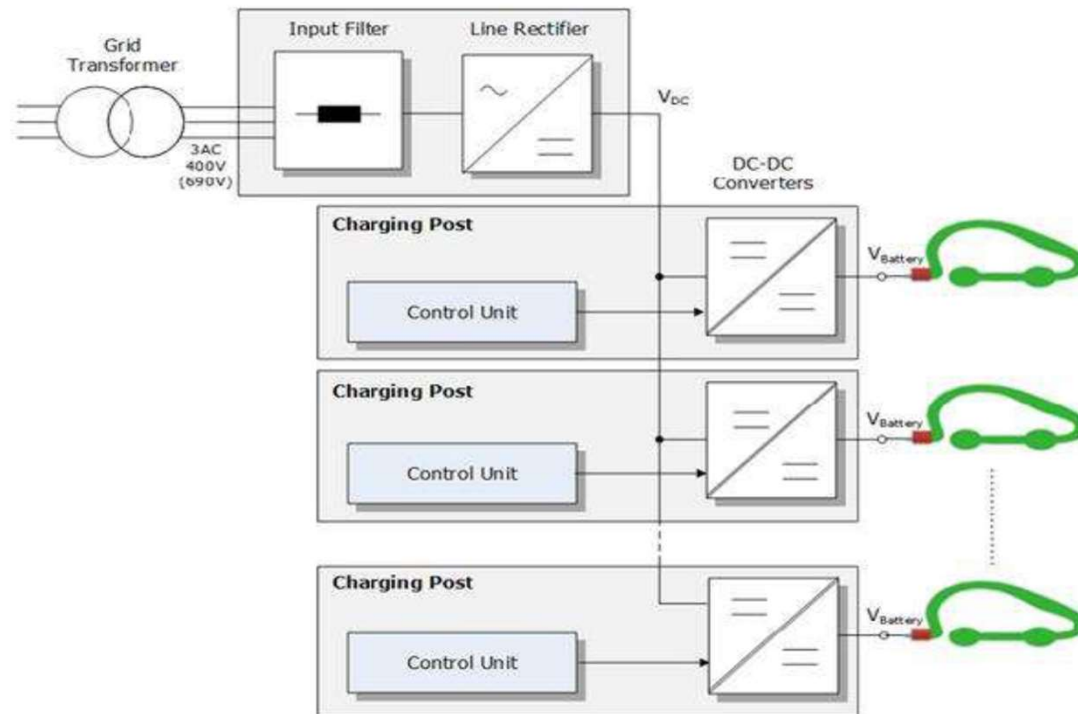 Grid
Transformer
Input Filter
Line Rectifier
3AC
400V
(690V)
VDC
DC-DC
Converters
Charging Post
Control Unit
VBattery
Charging Post
Control Unit
VBattery
Charging Post
Control Unit
VBattery